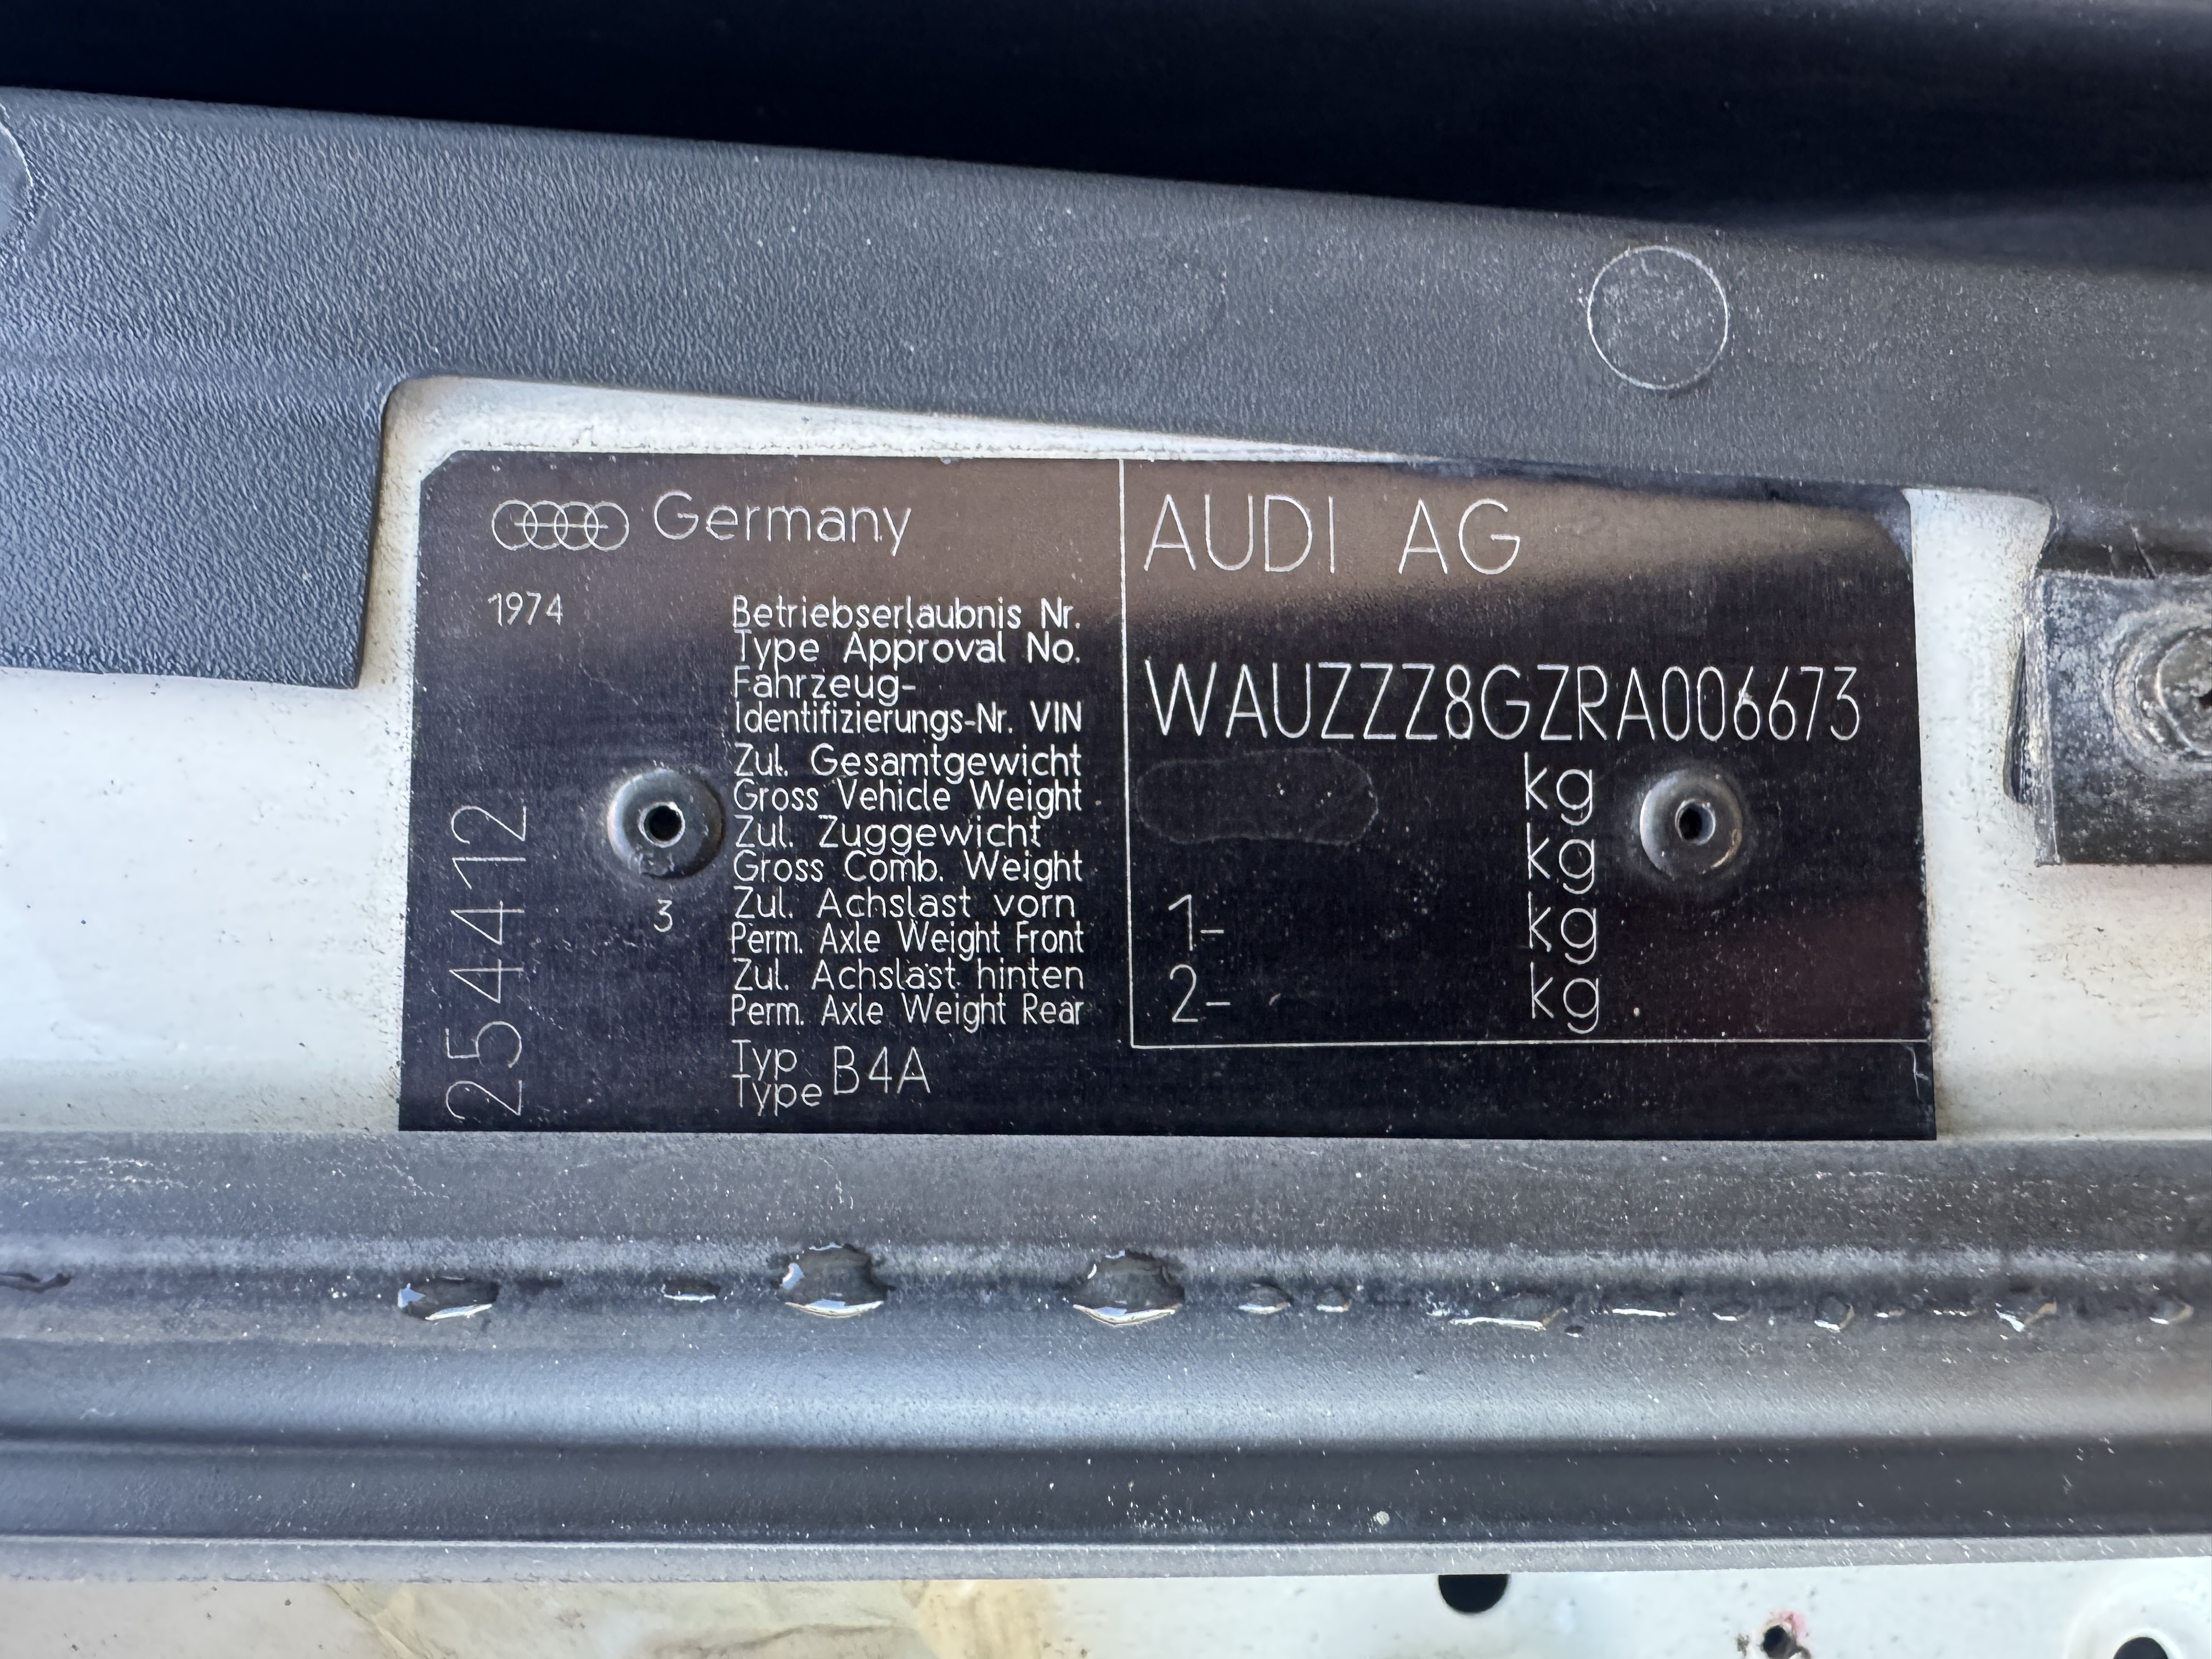 Germany
1974
254412
3
Betriebserlaubnis Nr.
Type Approval No.
Fahrzeug-
Identifizierungs-Nr. VIN
Zul. Gesamtgewicht
Gross Vehicle Weight
Zul. Zuggewicht
Gross Comb. Weight
Zul. Achslast vorn
Perm. Axle Weight Front
Zul. Achslast hinten
Perm. Axle Weight Rear
Typ
Type B4A
AUDI AG
WAUZZZ8GZRA006673
kg
kg
1- kg
2- kg